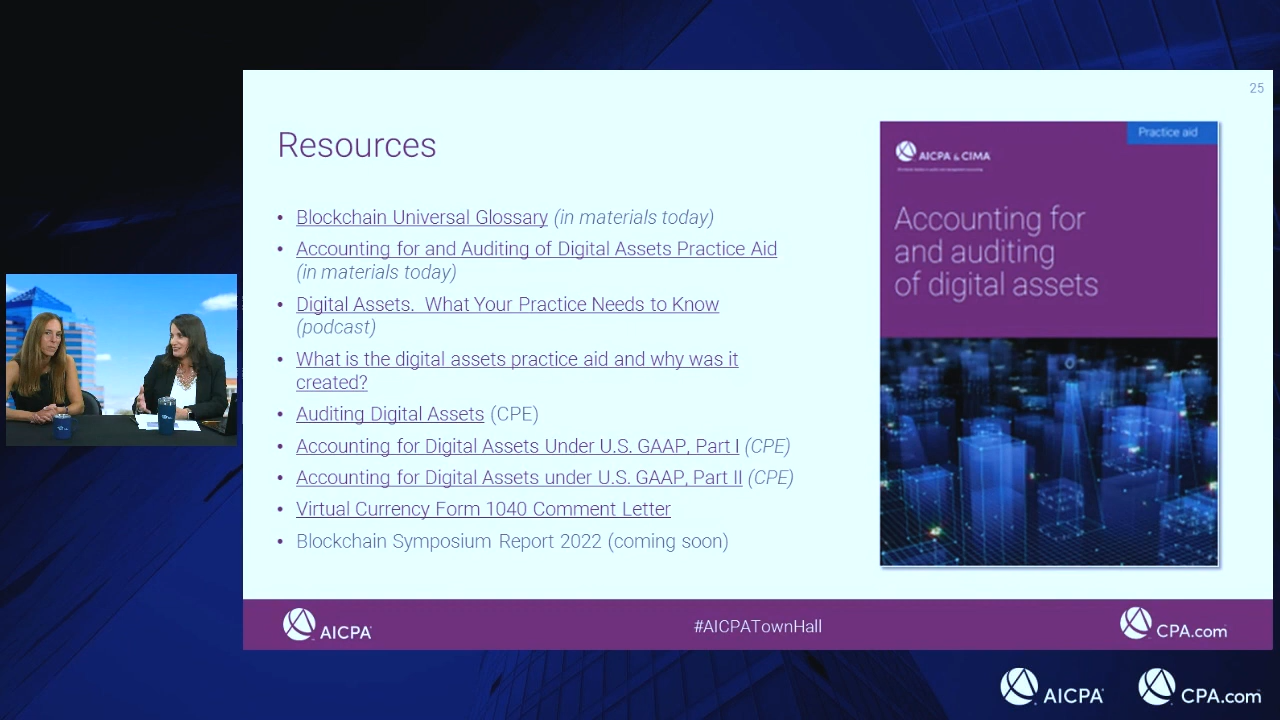 25
Resources
• Blockchain Universal Glossary (in materials today)
• Accounting for and Auditing of Digital Assets Practice Aid
(in materials today)
• Digital Assets.  What Your Practice Needs to Know
(podcast)
• What is the digital assets practice aid and why was it
created?
• Auditing Digital Assets (CPE)
• Accounting for Digital Assets Under U.S. GAAP, Part I (CPE)
• Accounting for Digital Assets under U.S. GAAP, Part II (CPE)
• Virtual Currency Form 1040 Comment Letter
• Blockchain Symposium Report 2022 (coming soon)
Practice aid
AICPA & CIMA
Accounting for
and auditing
of digital assets
AICPA
#AICPATownHall
CPA.com
AICPA
CPA.com